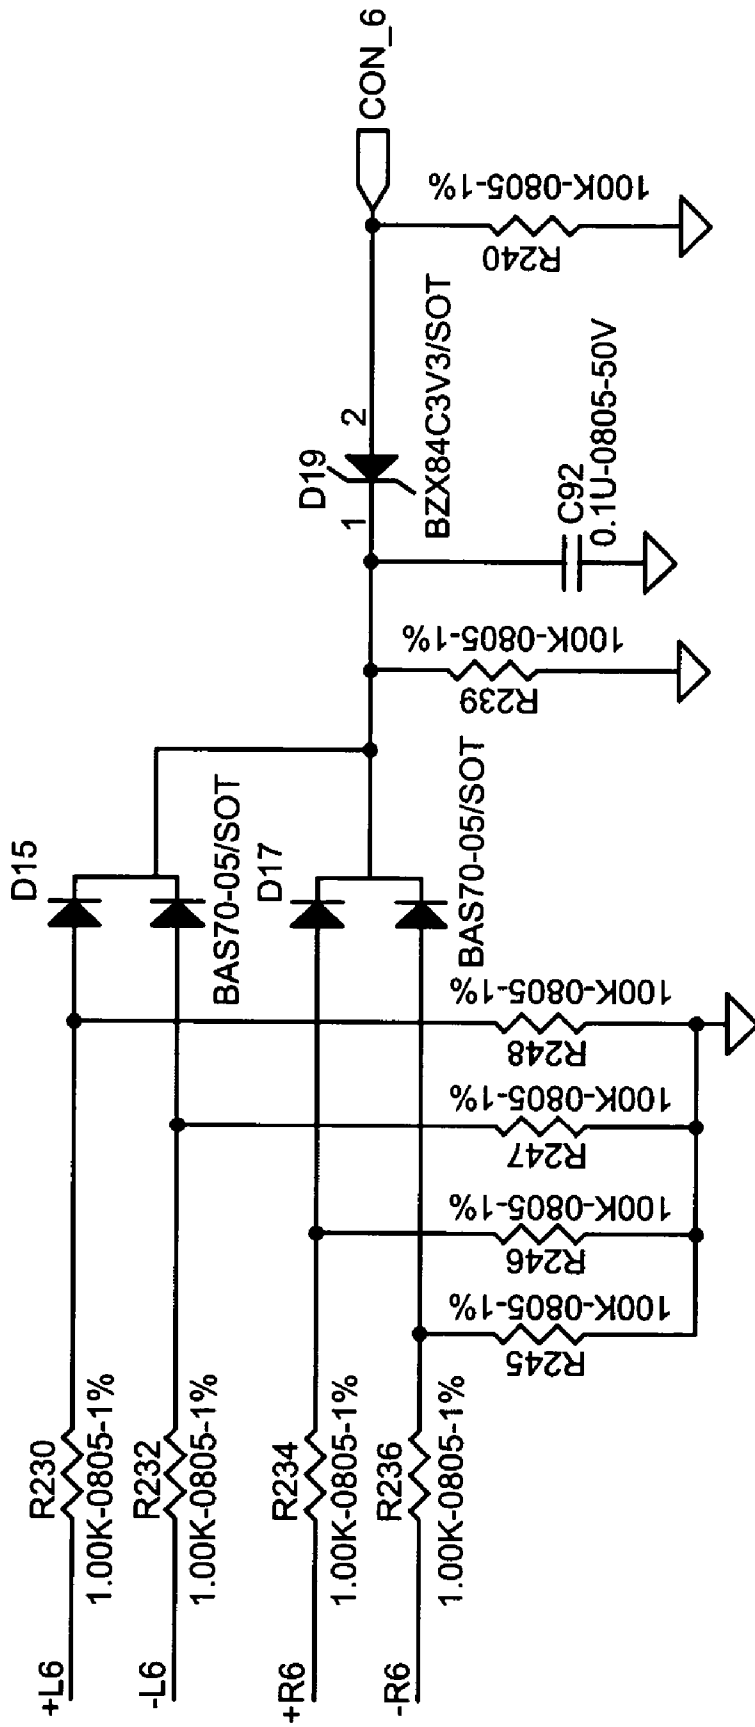 +L6
R230
1.00K-0805-1%
-L6
R232
1.00K-0805-1%
+R6
R234
1.00K-0805-1%
-R6
R236
1.00K-0805-1%
R245
100K-0805-1%
R246
100K-0805-1%
R247
100K-0805-1%
R248
100K-0805-1%
D15
BAS70-05/SOT
D17
BAS70-05/SOT
R239
100K-0805-1%
C92
0.1U-0805-50V
D19
1
2
BZX84C3V3/SOT
R240
100K-0805-1%
CON_6